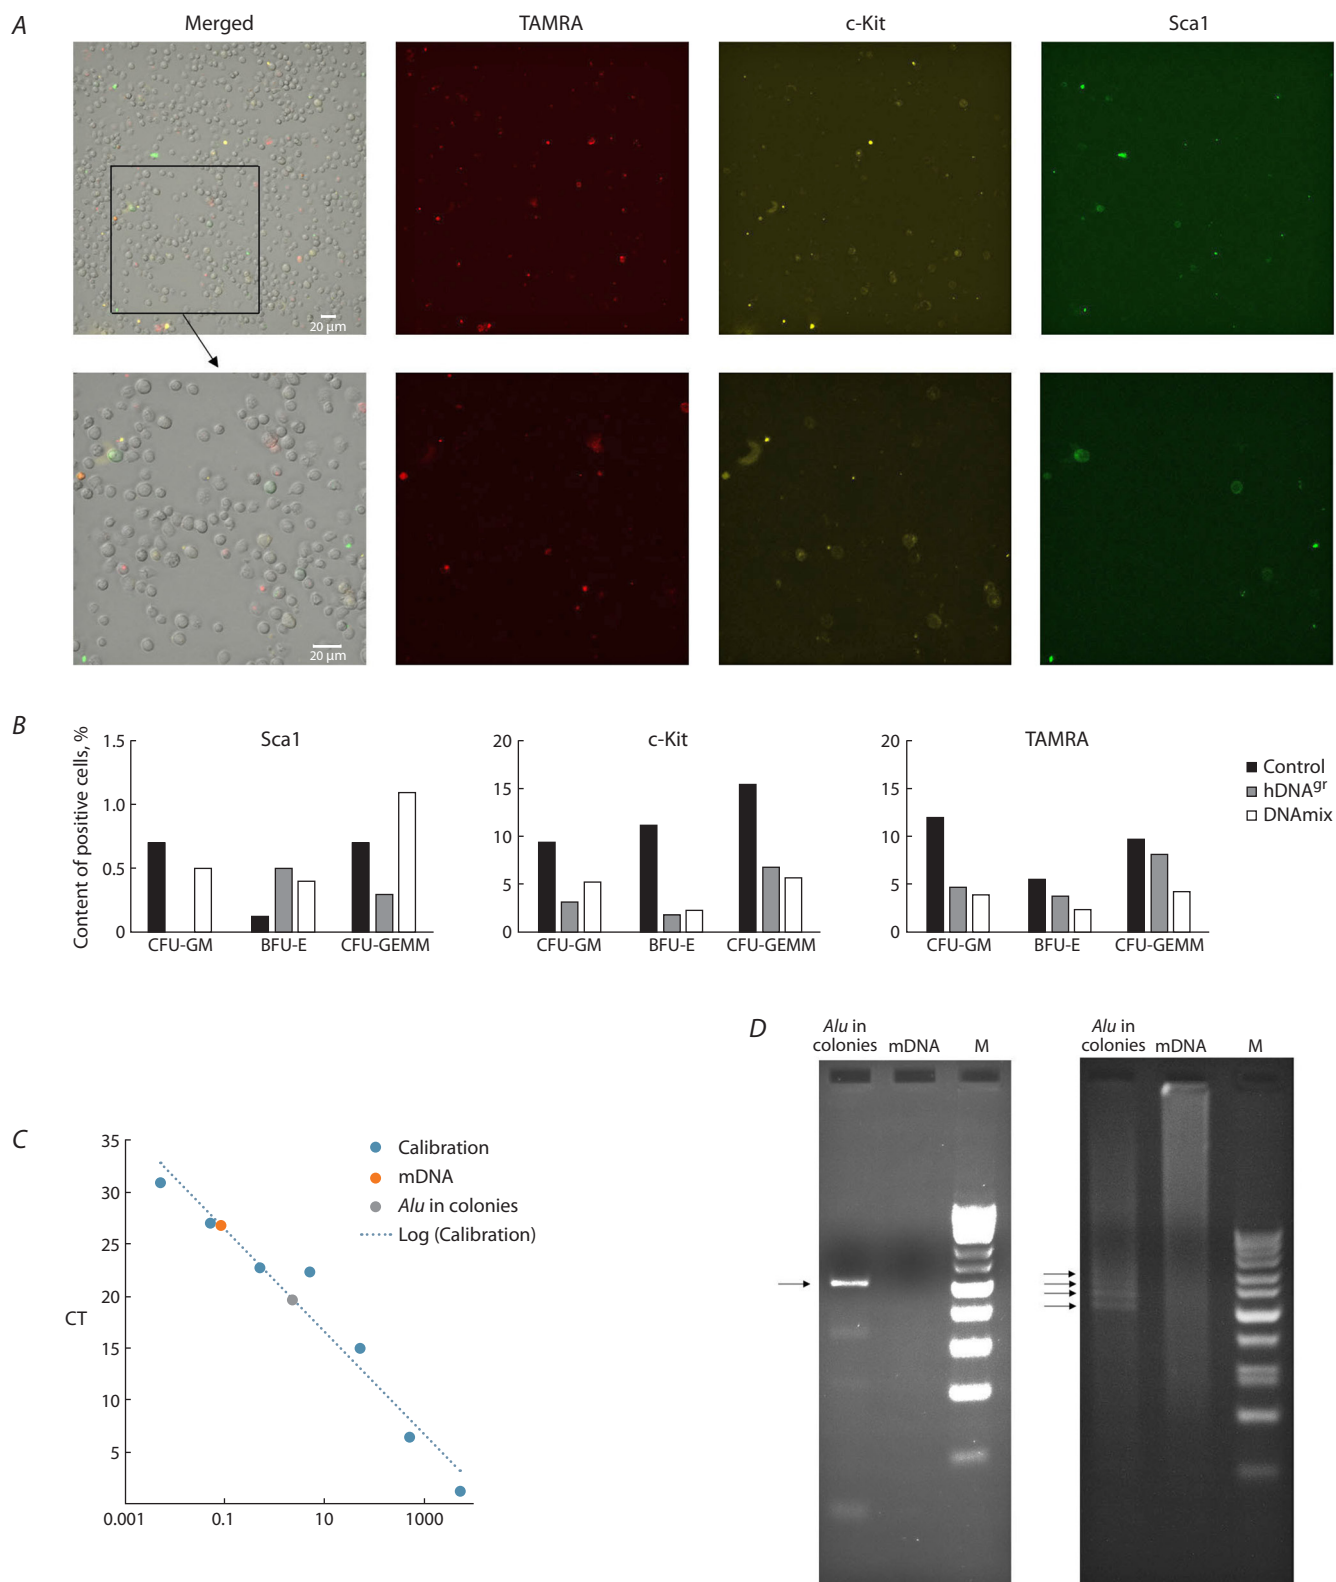 A
Merged
TAMRA
c-Kit
Sca1
20 µm
20 µm
B
Content of positive cells, %
Sca1
1.5
1.0
0.5
0
CFU-GM
BFU-E
CFU-GEMM
c-Kit
20
15
10
5
0
CFU-GM
BFU-E
CFU-GEMM
TAMRA
20
15
10
5
0
CFU-GM
BFU-E
CFU-GEMM
Control
hDNAgr
DNAmix
C
CT
35
30
25
20
15
10
5
0.001
0.1
10
1000
Calibration
mDNA
Alu in colonies
Log (Calibration)
D
Alu in
colonies
mDNA
M
Alu in
colonies
mDNA
M